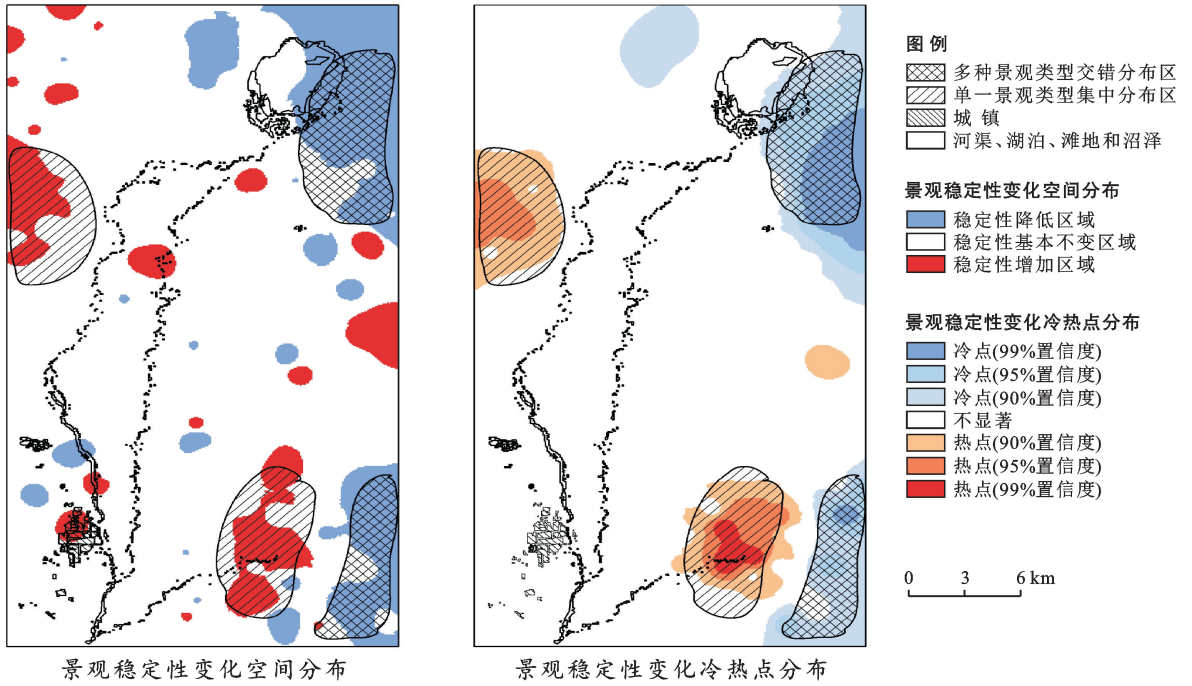 图例
多种景观类型交错分布区
单一景观类型集中分布区
城镇
河渠、湖泊、滩地和沼泽
景观稳定性变化空间分布
稳定性降低区域
稳定性基本不变区域
稳定性增加区域
景观稳定性变化冷热点分布
冷点(99%置信度)
冷点(95%置信度)
冷点(90%置信度)
不显著
热点(90%置信度)
热点(95%置信度)
热点(99%置信度)
0 3 6 km
景观稳定性变化空间分布
景观稳定性变化冷热点分布